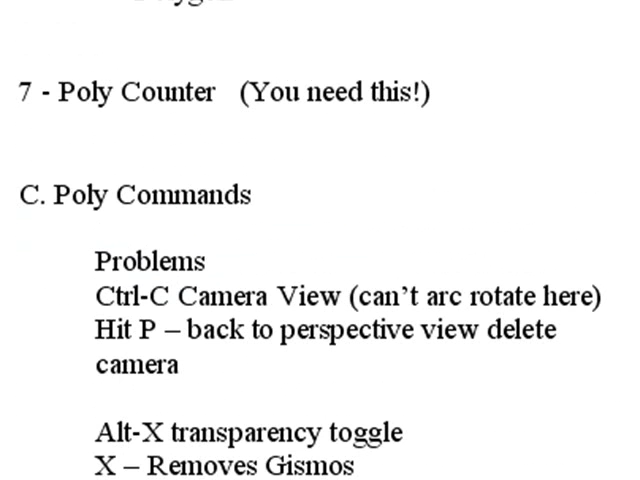 7 - Poly Counter (You need this!)
C. Poly Commands
Problems
Ctrl-C Camera View (can’t arc rotate here)
Hit P – back to perspective view delete
camera
Alt-X transparency toggle
X – Removes Gismos